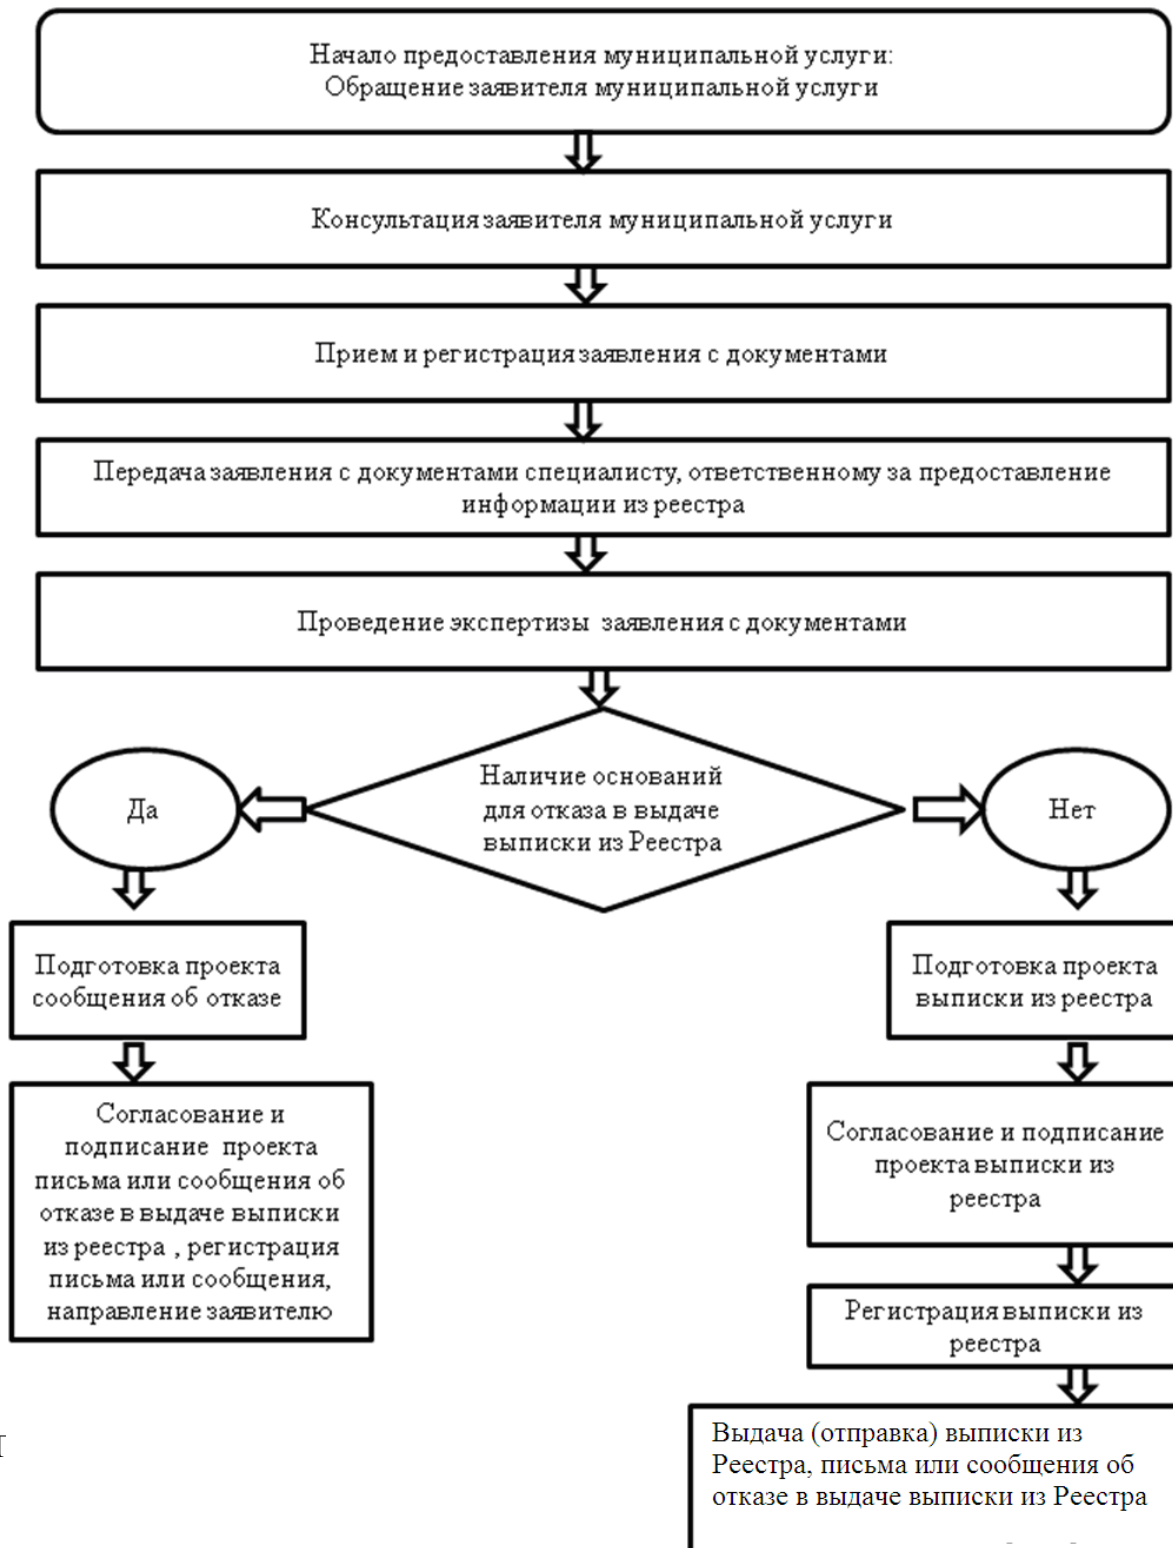 Начало предоставления муниципальной услуги:
Обращение заявителя муниципальной услуги
Консультация заявителя муниципальной услуги
Прием и регистрация заявления с документами
Передача заявления с документами специалисту, ответственному за предоставление
информации из реестра
Проведение экспертизы заявления с документами
Наличие оснований
для отказа в выдаче
выписки из Реестра
Да
Нет
Подготовка проекта
сообщения об отказе
Подготовка проекта
выписки из реестра
Согласование и
подписание проекта
письма или сообщения об
отказе в выдаче выписки
из реестра , регистрация
письма или сообщения,
направление заявителю
Согласование и подписание
проекта выписки из
реестра
Регистрация выписки из
реестра
Выдача (отправка) выписки из
Реестра, письма или сообщения об
отказе в выдаче выписки из Реестра